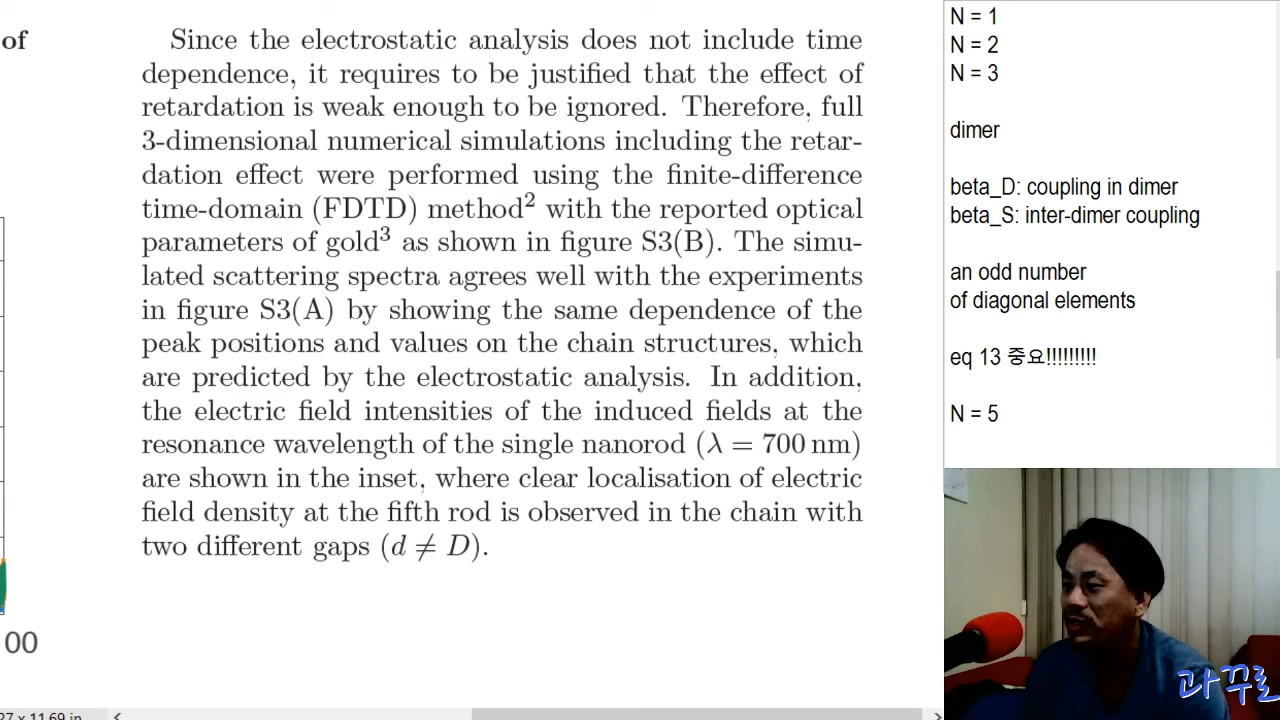 of
Since the electrostatic analysis does not include time
dependence, it requires to be justified that the effect of
retardation is weak enough to be ignored. Therefore, full
3-dimensional numerical simulations including the retar-
dation effect were performed using the finite-difference
time-domain (FDTD) method² with the reported optical
parameters of gold³ as shown in figure S3(B). The simu-
lated scattering spectra agrees well with the experiments
in figure S3(A) by showing the same dependence of the
peak positions and values on the chain structures, which
are predicted by the electrostatic analysis. In addition,
the electric field intensities of the induced fields at the
resonance wavelength of the single nanorod (λ = 700 nm)
are shown in the inset, where clear localisation of electric
field density at the fifth rod is observed in the chain with
two different gaps (d ≠ D).
00
27 x 11.69 in
N = 1
N = 2
N = 3
dimer
beta_D: coupling in dimer
beta_S: inter-dimer coupling
an odd number
of diagonal elements
eq 13 중요!!!!!!!!!
N = 5
과꾸로